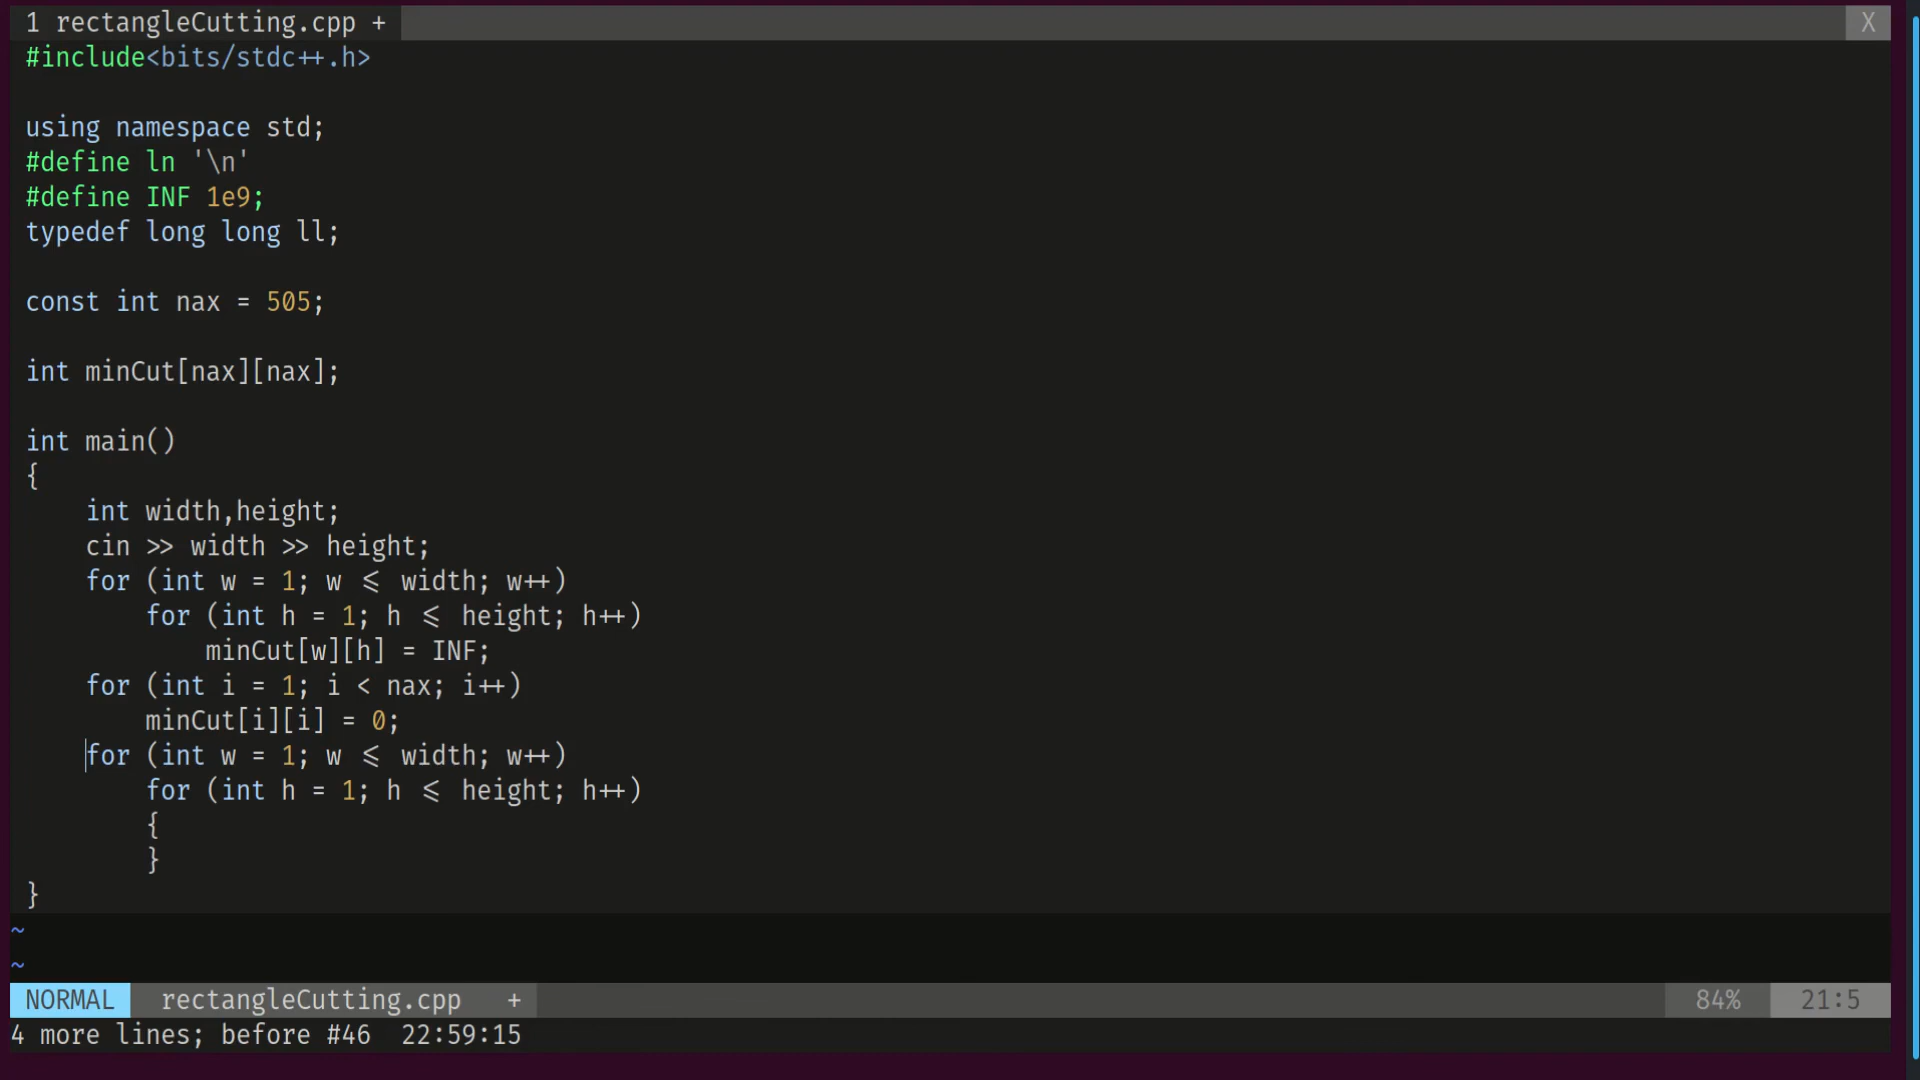 1 rectangleCutting.cpp + X
#include<bits/stdc++.h>

using namespace std;
#define ln '\n'
#define INF 1e9;
typedef long long ll;

const int nax = 505;

int minCut[nax][nax];

int main()
{
    int width,height;
    cin >> width >> height;
    for (int w = 1; w <= width; w++)
        for (int h = 1; h <= height; h++)
            minCut[w][h] = INF;
    for (int i = 1; i < nax; i++)
        minCut[i][i] = 0;
    for (int w = 1; w <= width; w++)
        for (int h = 1; h <= height; h++)
        {
        }
}
~
~
NORMAL rectangleCutting.cpp + 84% 21:5
4 more lines; before #46 22:59:15